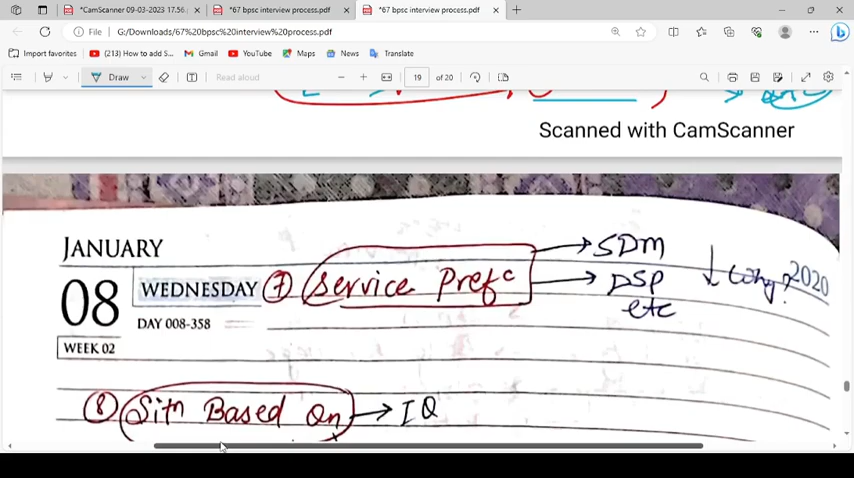 *CamScanner 09-03-2023 17.56.p
*67 bpsc interview process.pdf
*67 bpsc interview process.pdf
File G:/Downloads/67%20bpsc%20interview%20process.pdf
Import favorites (213) How to add S... Gmail YouTube Maps News Translate
Draw Read aloud 19 of 20
Scanned with CamScanner
JANUARY
08 WEDNESDAY
DAY 008-358
WEEK 02
2020
⑦ Service Prefc → SDM
→ DSP
etc
↓ Why?
⑧ Sitn Based Qn → IQ